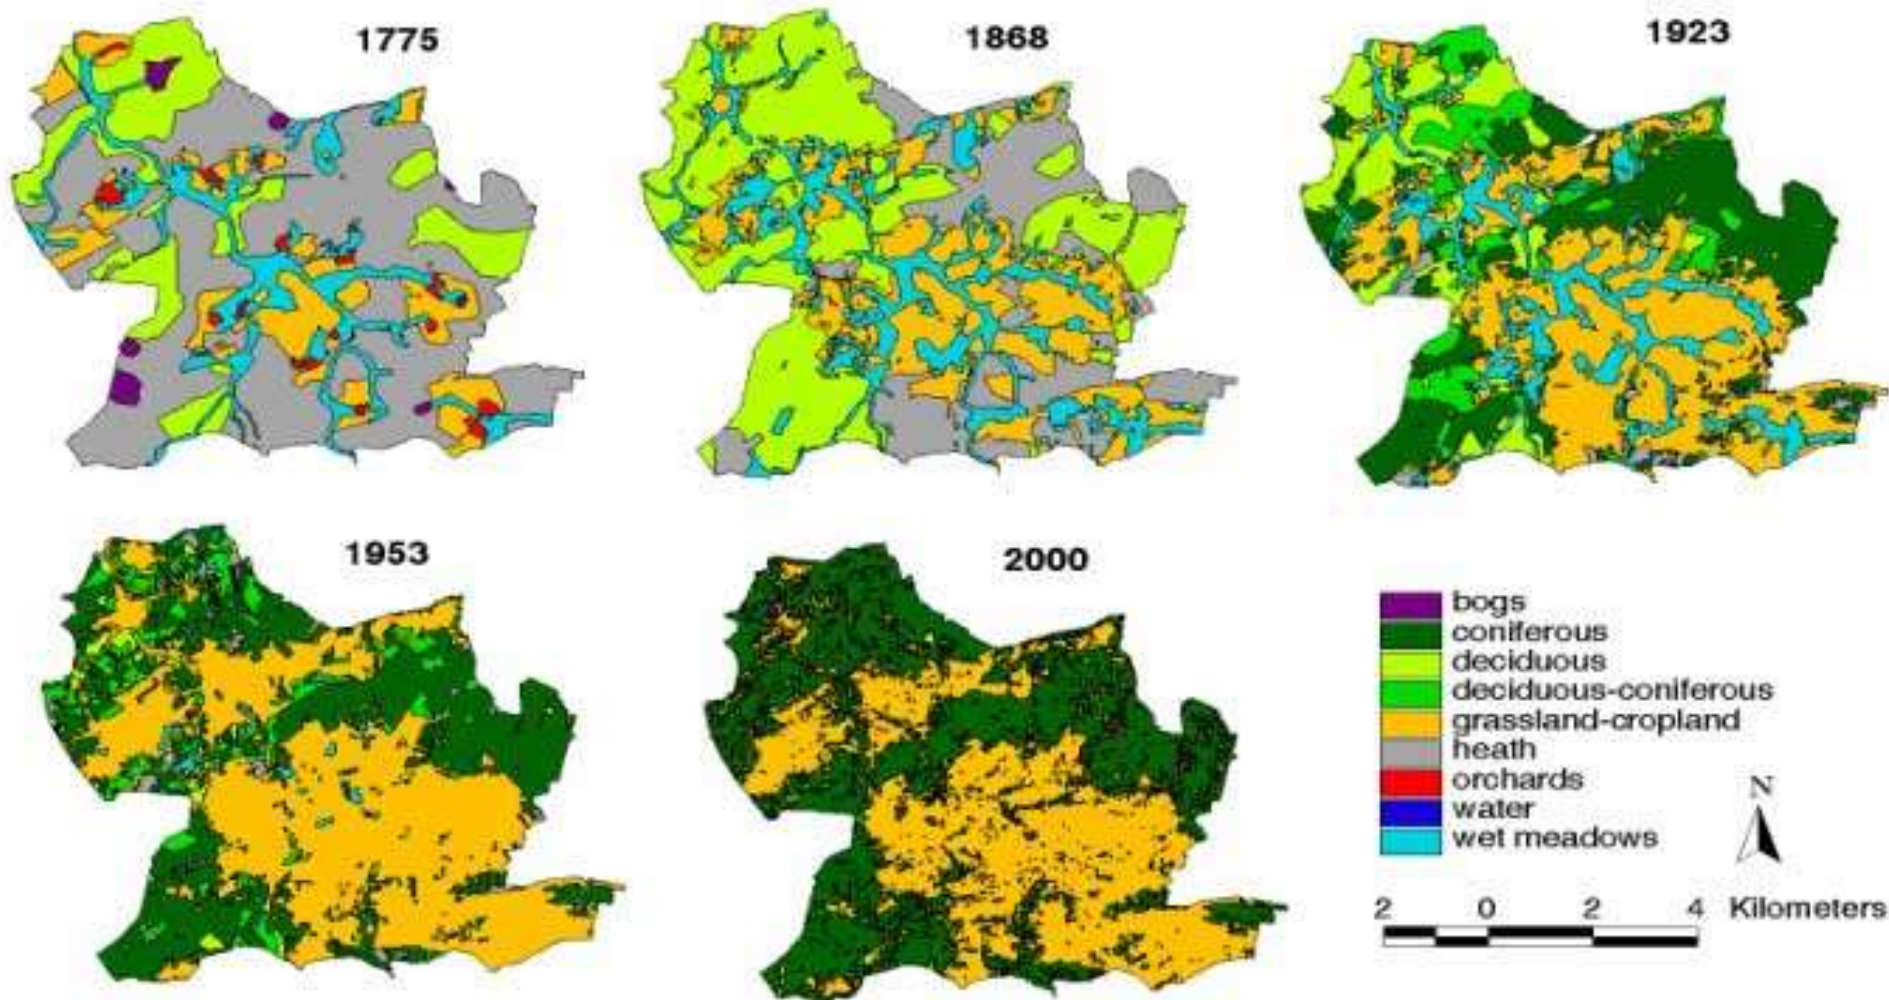 1775
1868
1923
1953
2000
bogs
coniferous
deciduous
deciduous-coniferous
grassland-cropland
heath
orchards
water
wet meadows
N
2 0 2 4 Kilometers